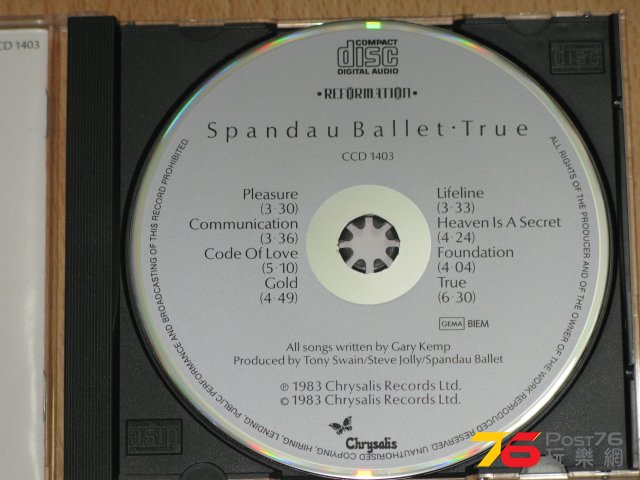 CD 1403
COMPACT
disc
DIGITAL AUDIO
•REFORMATION•
Spandau Ballet·True
CCD 1403
Pleasure
(3·30)
Communication
(3·36)
Code Of Love
(5·10)
Gold
(4·49)
Lifeline
(3·33)
Heaven Is A Secret
(4·24)
Foundation
(4·04)
True
(6·30)
GEMA BIEM
All songs written by Gary Kemp
Produced by Tony Swain/Steve Jolly/Spandau Ballet
℗ 1983 Chrysalis Records Ltd.
© 1983 Chrysalis Records Ltd.
Chrysalis
ALL RIGHTS OF THE PRODUCER AND OF THE OWNER OF THE WORK REPRODUCED RESERVED. UNAUTHORISED COPYING, HIRING, LENDING, PUBLIC PERFORMANCE AND BROADCASTING OF THIS RECORD PROHIBITED.
disc
disc
76 Post76
玩樂網